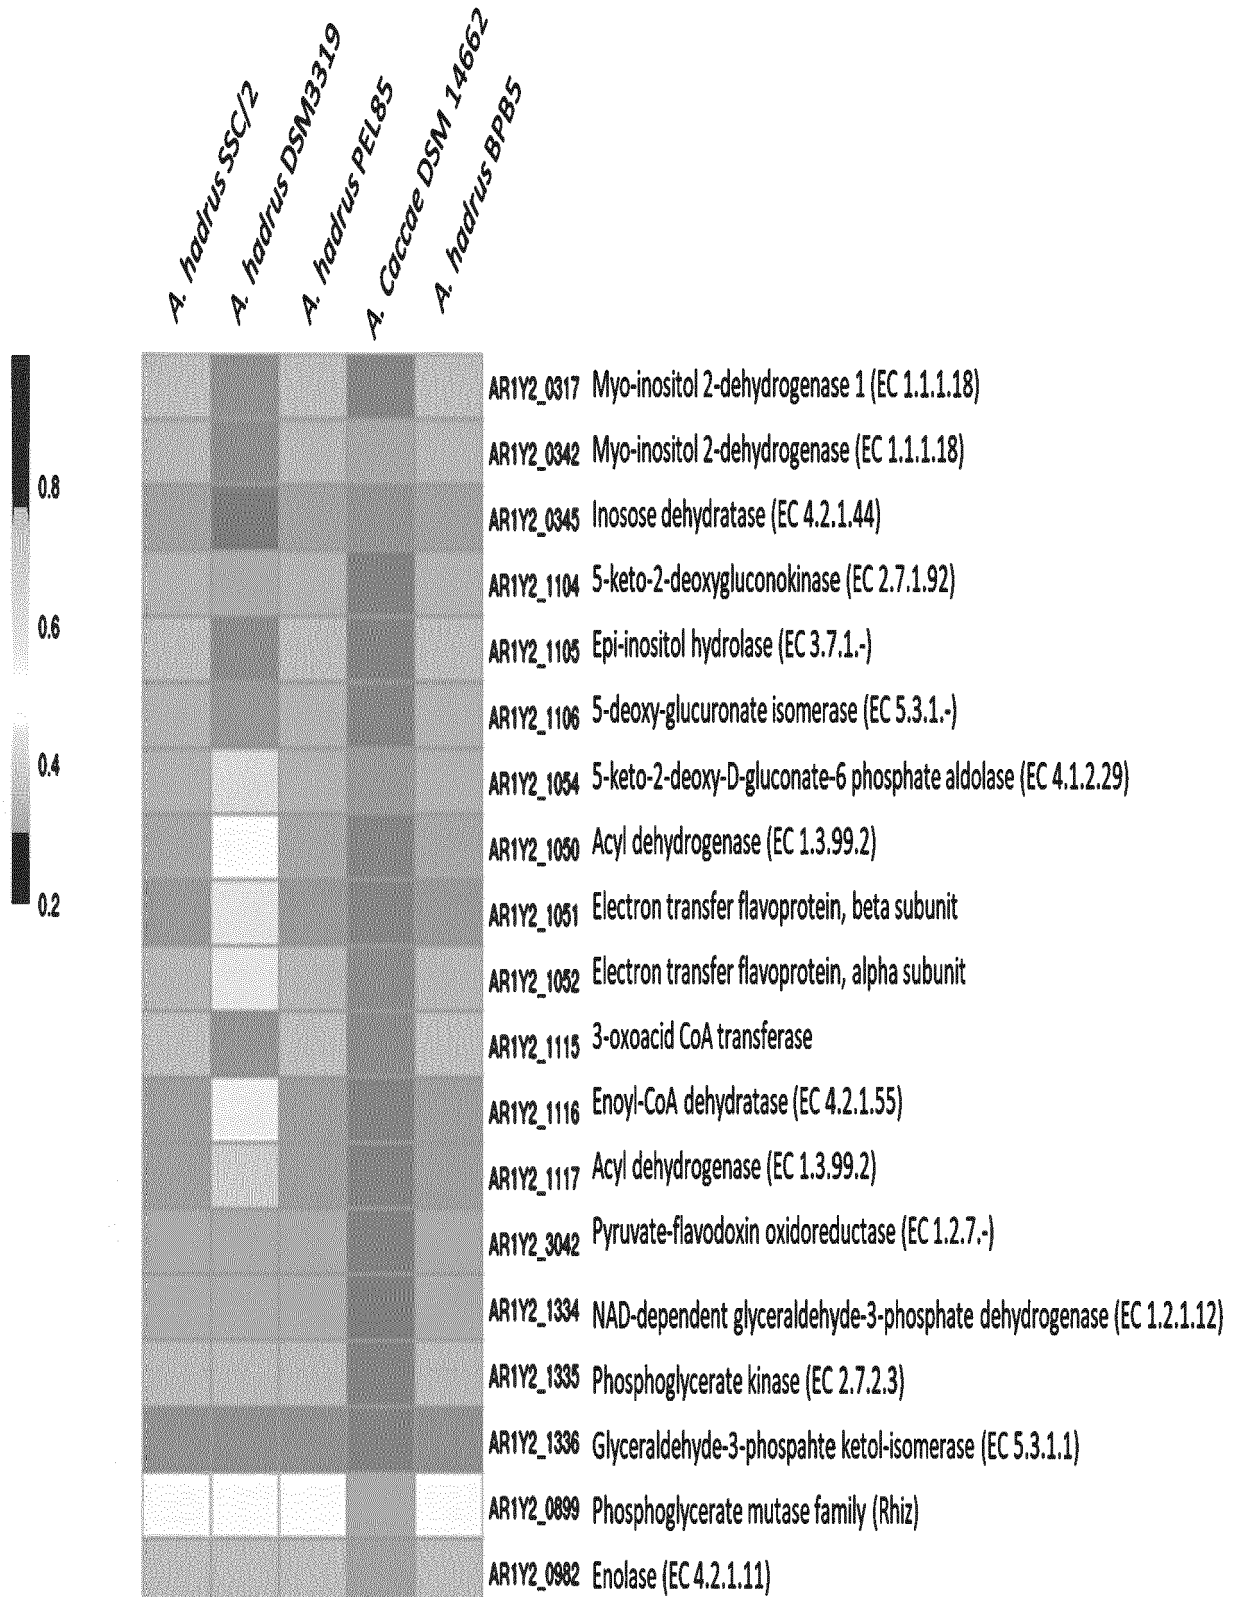 A. hadrus SSC/2
A. hadrus DSM3319
A. hadrus PEL85
A. Caccae DSM 14662
A. hadrus BPB5
0.8
0.6
0.4
0.2
AR1Y2_0317 Myo-inositol 2-dehydrogenase 1 (EC 1.1.1.18)
AR1Y2_0342 Myo-inositol 2-dehydrogenase (EC 1.1.1.18)
AR1Y2_0345 Inosose dehydratase (EC 4.2.1.44)
AR1Y2_1104 5-keto-2-deoxygluconokinase (EC 2.7.1.92)
AR1Y2_1105 Epi-inositol hydrolase (EC 3.7.1.-)
AR1Y2_1106 5-deoxy-glucuronate isomerase (EC 5.3.1.-)
AR1Y2_1054 5-keto-2-deoxy-D-gluconate-6 phosphate aldolase (EC 4.1.2.29)
AR1Y2_1050 Acyl dehydrogenase (EC 1.3.99.2)
AR1Y2_1051 Electron transfer flavoprotein, beta subunit
AR1Y2_1052 Electron transfer flavoprotein, alpha subunit
AR1Y2_1115 3-oxoacid CoA transferase
AR1Y2_1116 Enoyl-CoA dehydratase (EC 4.2.1.55)
AR1Y2_1117 Acyl dehydrogenase (EC 1.3.99.2)
AR1Y2_3042 Pyruvate-flavodoxin oxidoreductase (EC 1.2.7.-)
AR1Y2_1334 NAD-dependent glyceraldehyde-3-phosphate dehydrogenase (EC 1.2.1.12)
AR1Y2_1335 Phosphoglycerate kinase (EC 2.7.2.3)
AR1Y2_1336 Glyceraldehyde-3-phospahte ketol-isomerase (EC 5.3.1.1)
AR1Y2_0899 Phosphoglycerate mutase family (Rhiz)
AR1Y2_0982 Enolase (EC 4.2.1.11)